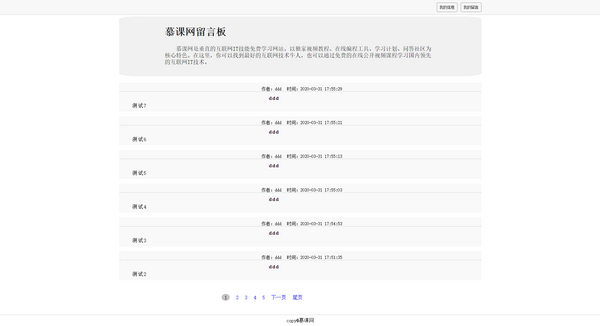 我的信息 我的留言
慕课网留言板
慕课网是垂直的互联网IT技能免费学习网站。以独家视频教程、在线编程工具、学习计划、问答社区为
核心特色。在这里，你可以找到最好的互联网技术牛人，也可以通过免费的在线公开视频课程学习国内领先
的互联网IT技术。
作者：ddd 时间：2020-03-31 17:55:29
dddd
测试7
作者：ddd 时间：2020-03-31 17:55:21
dddd
测试6
作者：ddd 时间：2020-03-31 17:55:13
dddd
测试5
作者：ddd 时间：2020-03-31 17:55:03
dddd
测试4
作者：ddd 时间：2020-03-31 17:54:53
dddd
测试3
作者：ddd 时间：2020-03-31 17:51:35
dddd
测试2
1 2 3 4 5 下一页 尾页
copy@慕课网